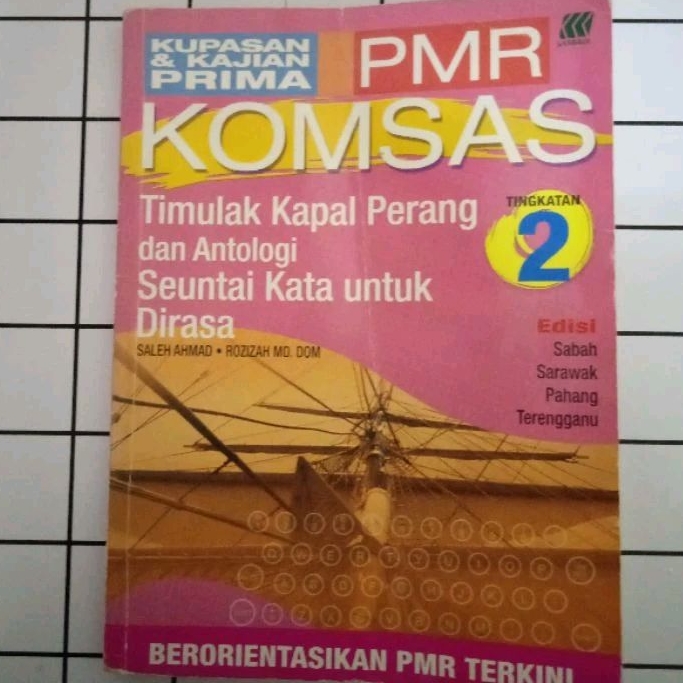 KUPASAN
& KAJIAN
PRIMA
PMR
SASBADI
KOMSAS
Timulak Kapal Perang
dan Antologi
Seuntai Kata untuk
Dirasa
TINGKATAN
2
SALEH AHMAD • ROZIZAH MD. DOM
Edisi
Sabah
Sarawak
Pahang
Terengganu
BERORIENTASIKAN PMR TERKINI